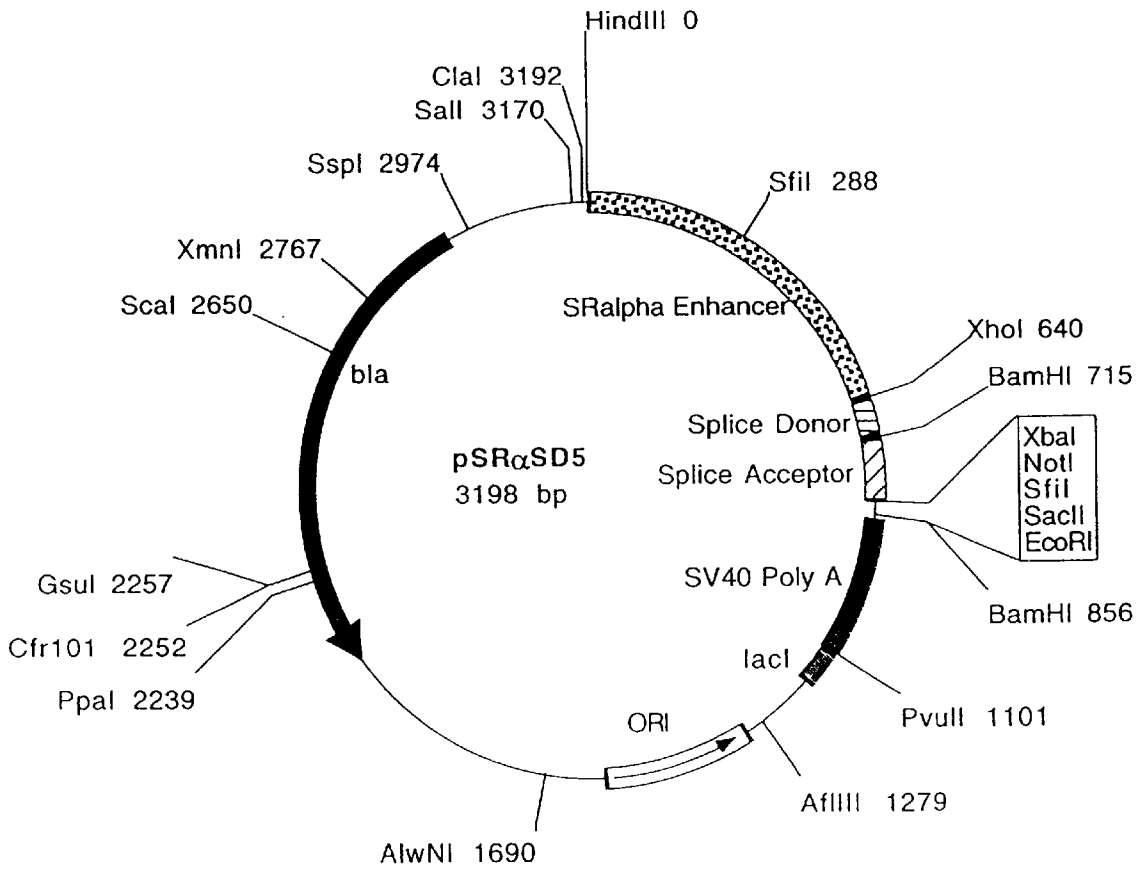 HindIII 0
ClaI 3192
SalI 3170
SspI 2974
SfiI 288
XmnI 2767
ScaI 2650
SRalpha Enhancer
XhoI 640
bla
BamHI 715
Splice Donor
XbaI
NotI
SfiI
SacII
EcoRI
pSRαSD5
3198 bp
Splice Acceptor
SV40 Poly A
GsuI 2257
BamHI 856
Cfr101 2252
lacI
PpaI 2239
PvuII 1101
ORI
AflIII 1279
AlwNI 1690